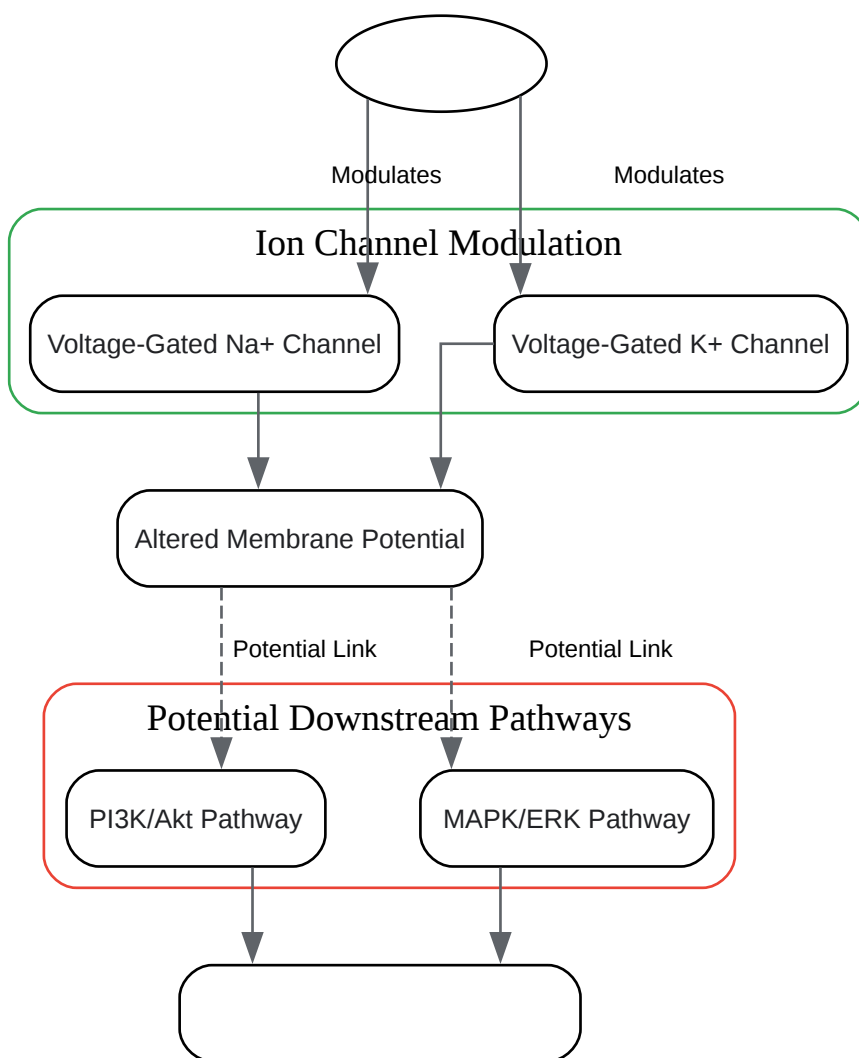 Modulates
Modulates
Ion Channel Modulation
Voltage-Gated Na+ Channel
Voltage-Gated K+ Channel
Altered Membrane Potential
Potential Link
Potential Link
Potential Downstream Pathways
PI3K/Akt Pathway
MAPK/ERK Pathway